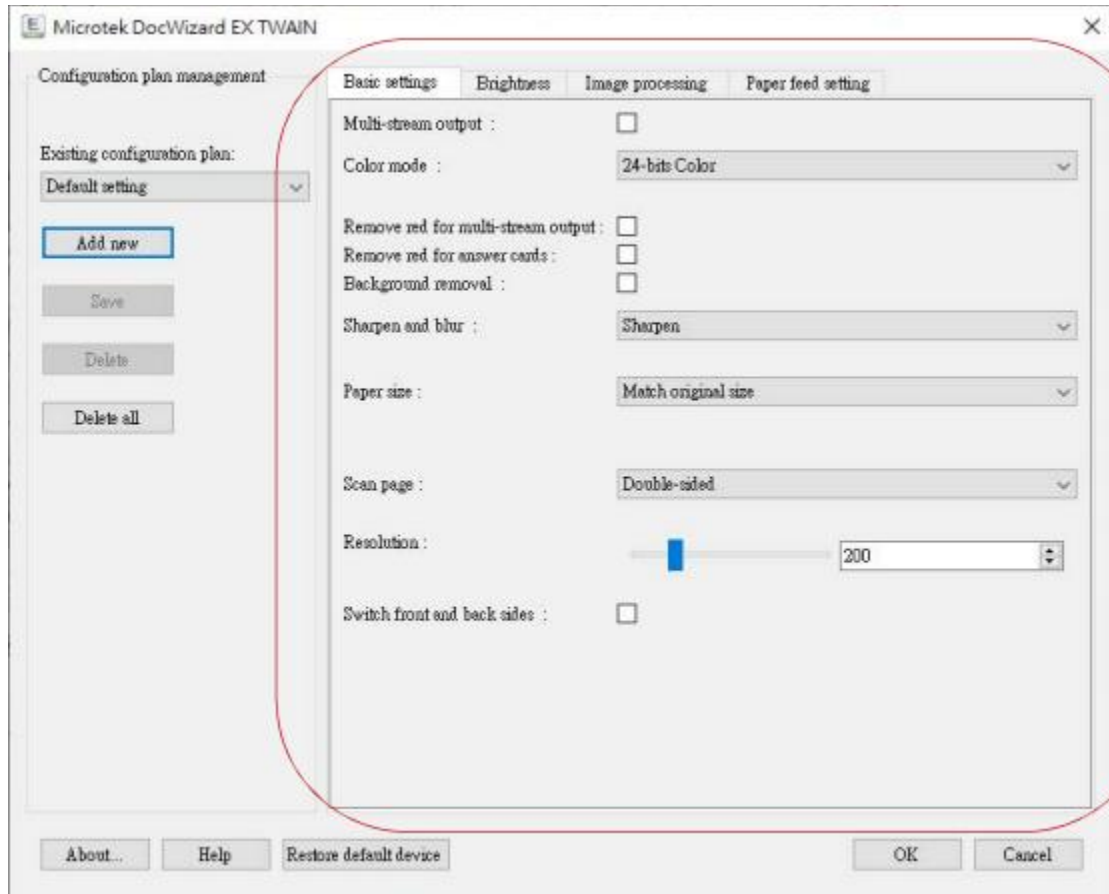 Microtek DocWizard EX TWAIN
Configuration plan management
Existing configuration plan:
Default setting
Add new
Save
Delete
Delete all
Basic settings Brightness Image processing Paper feed setting
Multi-stream output :
Color mode : 24-bits Color
Remove red for multi-stream output :
Remove red for answer cards :
Background removal :
Sharpen and blur : Sharpen
Paper size : Match original size
Scan page : Double-sided
Resolution : 200
Switch front and back sides :
About... Help Restore default device OK Cancel